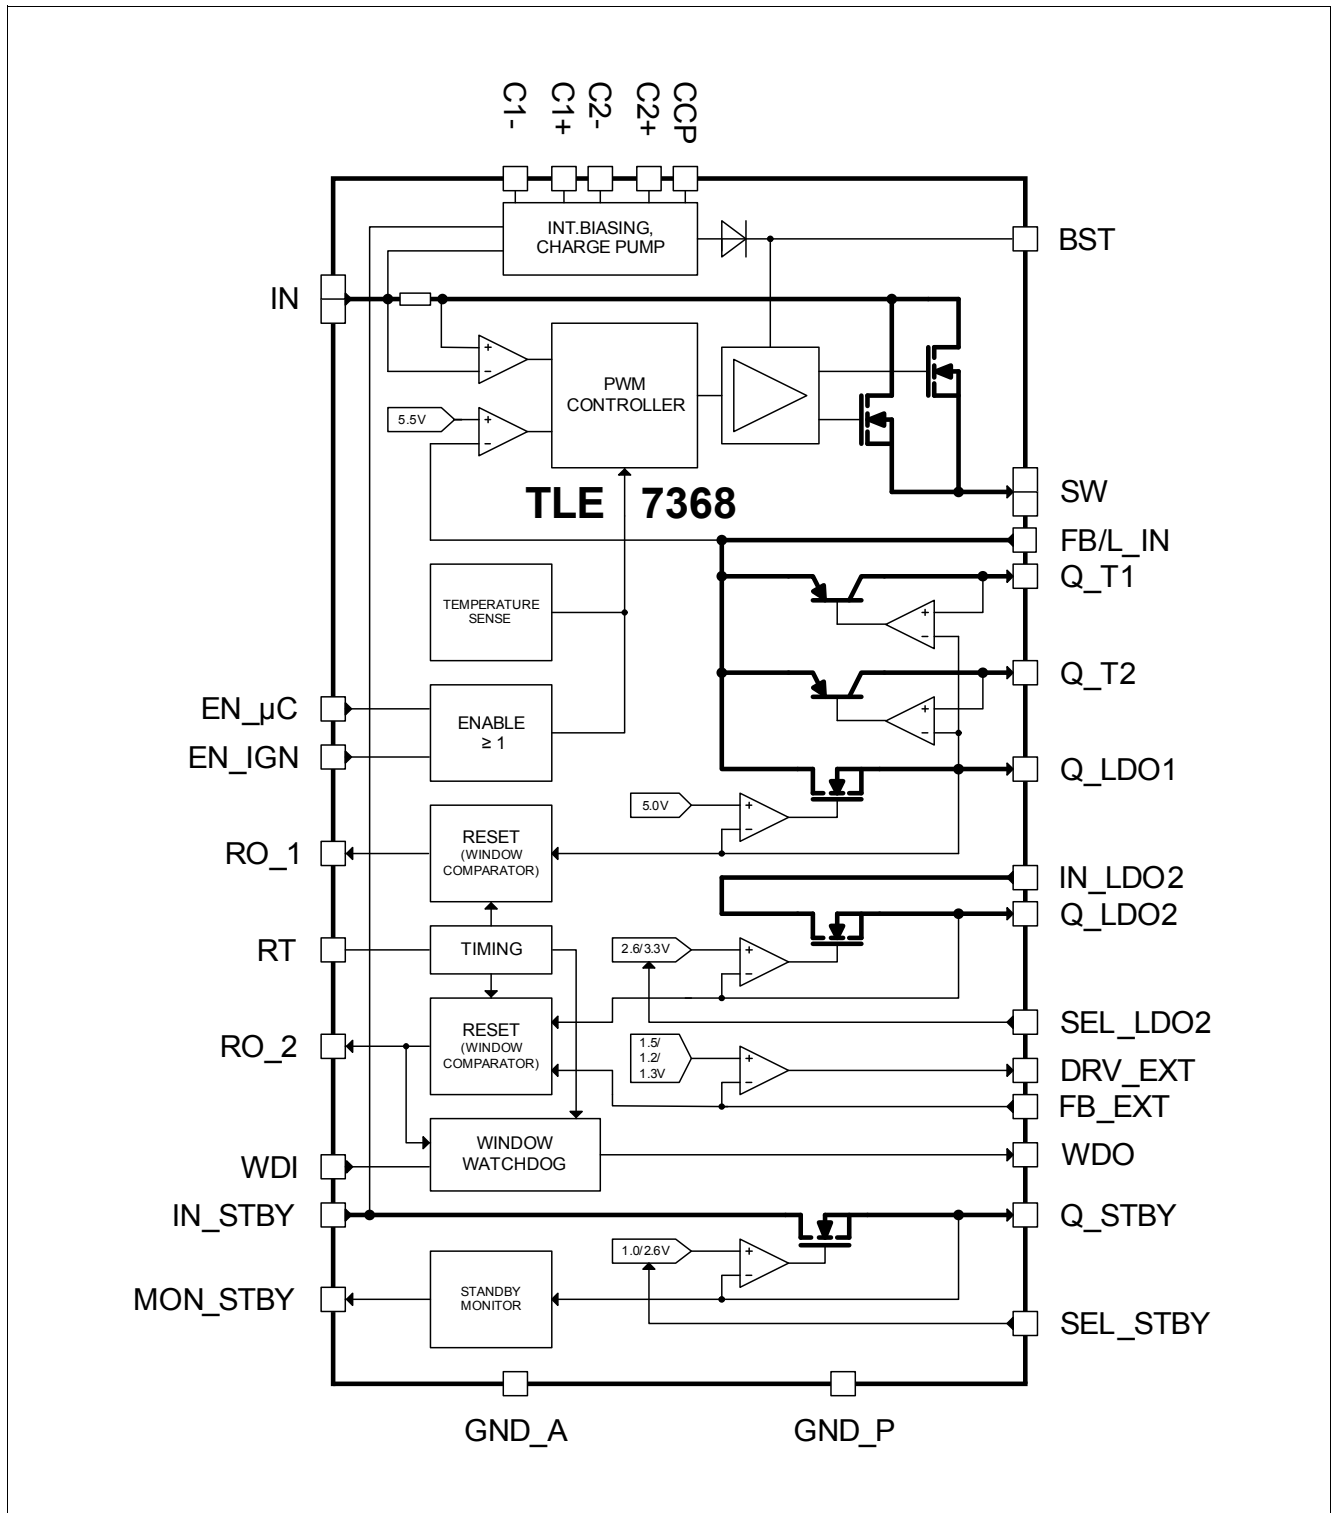 C1-
C1+
C2-
C2+
CCP
INT.BIASING,
CHARGE PUMP
BST
IN
+
−
PWM
CONTROLLER
5.5V
+
−
SW
TLE 7368
FB/L_IN
Q_T1
TEMPERATURE
SENSE
+
−
Q_T2
EN_µC
ENABLE
≥ 1
+
−
EN_IGN
Q_LDO1
5.0V
+
−
RO_1
RESET
(WINDOW
COMPARATOR)
IN_LDO2
Q_LDO2
RT
TIMING
2.6/3.3V
+
−
SEL_LDO2
RO_2
RESET
(WINDOW
COMPARATOR)
1.5/
1.2/
1.3V
+
−
DRV_EXT
FB_EXT
WDI
WINDOW
WATCHDOG
WDO
IN_STBY
Q_STBY
1.0/2.6V
+
−
MON_STBY
STANDBY
MONITOR
SEL_STBY
GND_A
GND_P